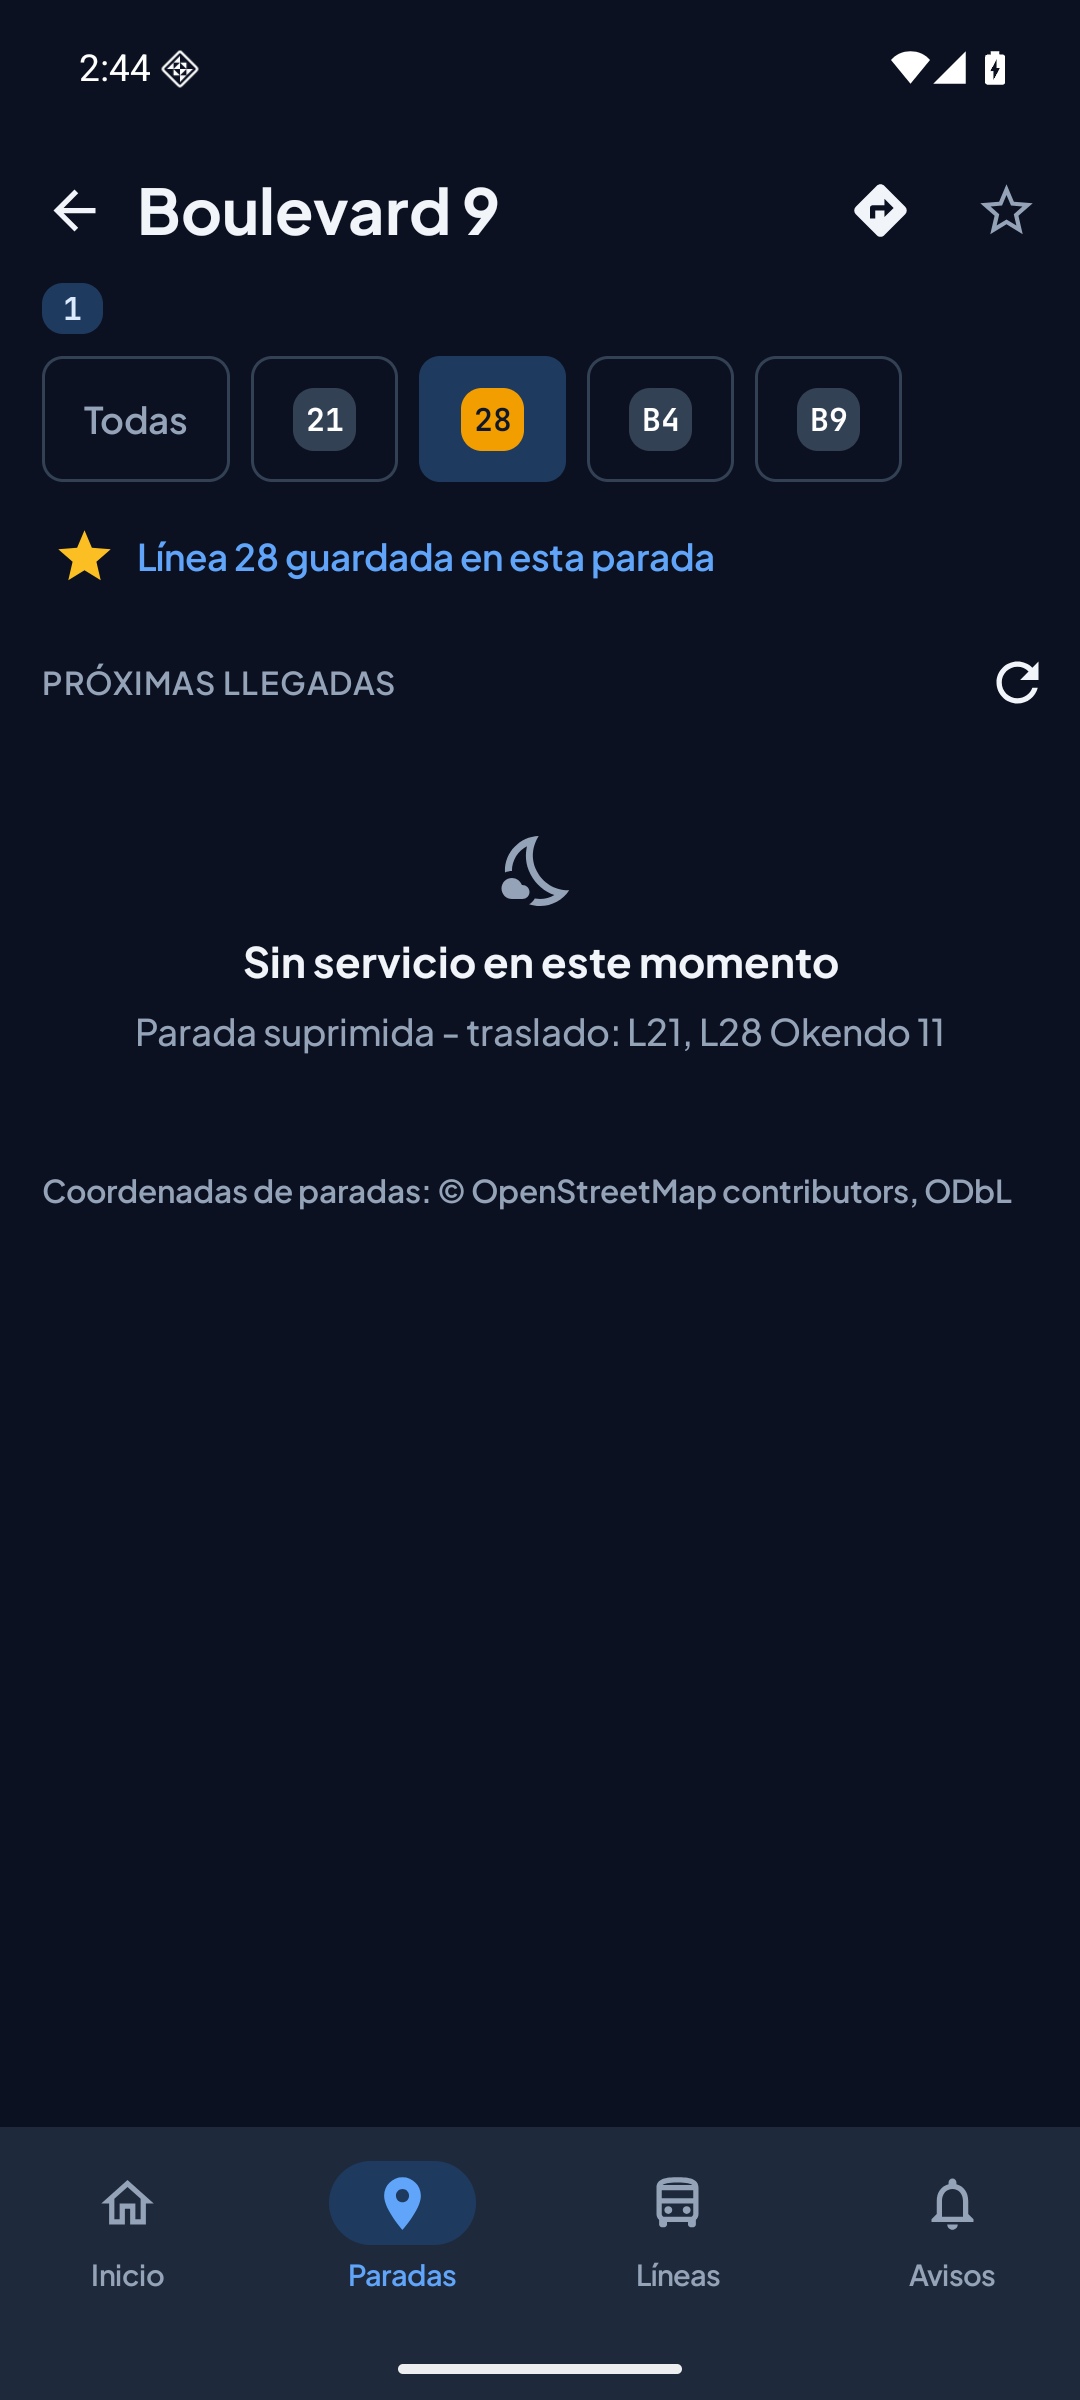 2:44
Boulevard 9
1
Todas 21 28 B4 B9
Línea 28 guardada en esta parada
PRÓXIMAS LLEGADAS
Sin servicio en este momento
Parada suprimida - traslado: L21, L28 Okendo 11
Coordenadas de paradas: © OpenStreetMap contributors, ODbL
Inicio Paradas Líneas Avisos